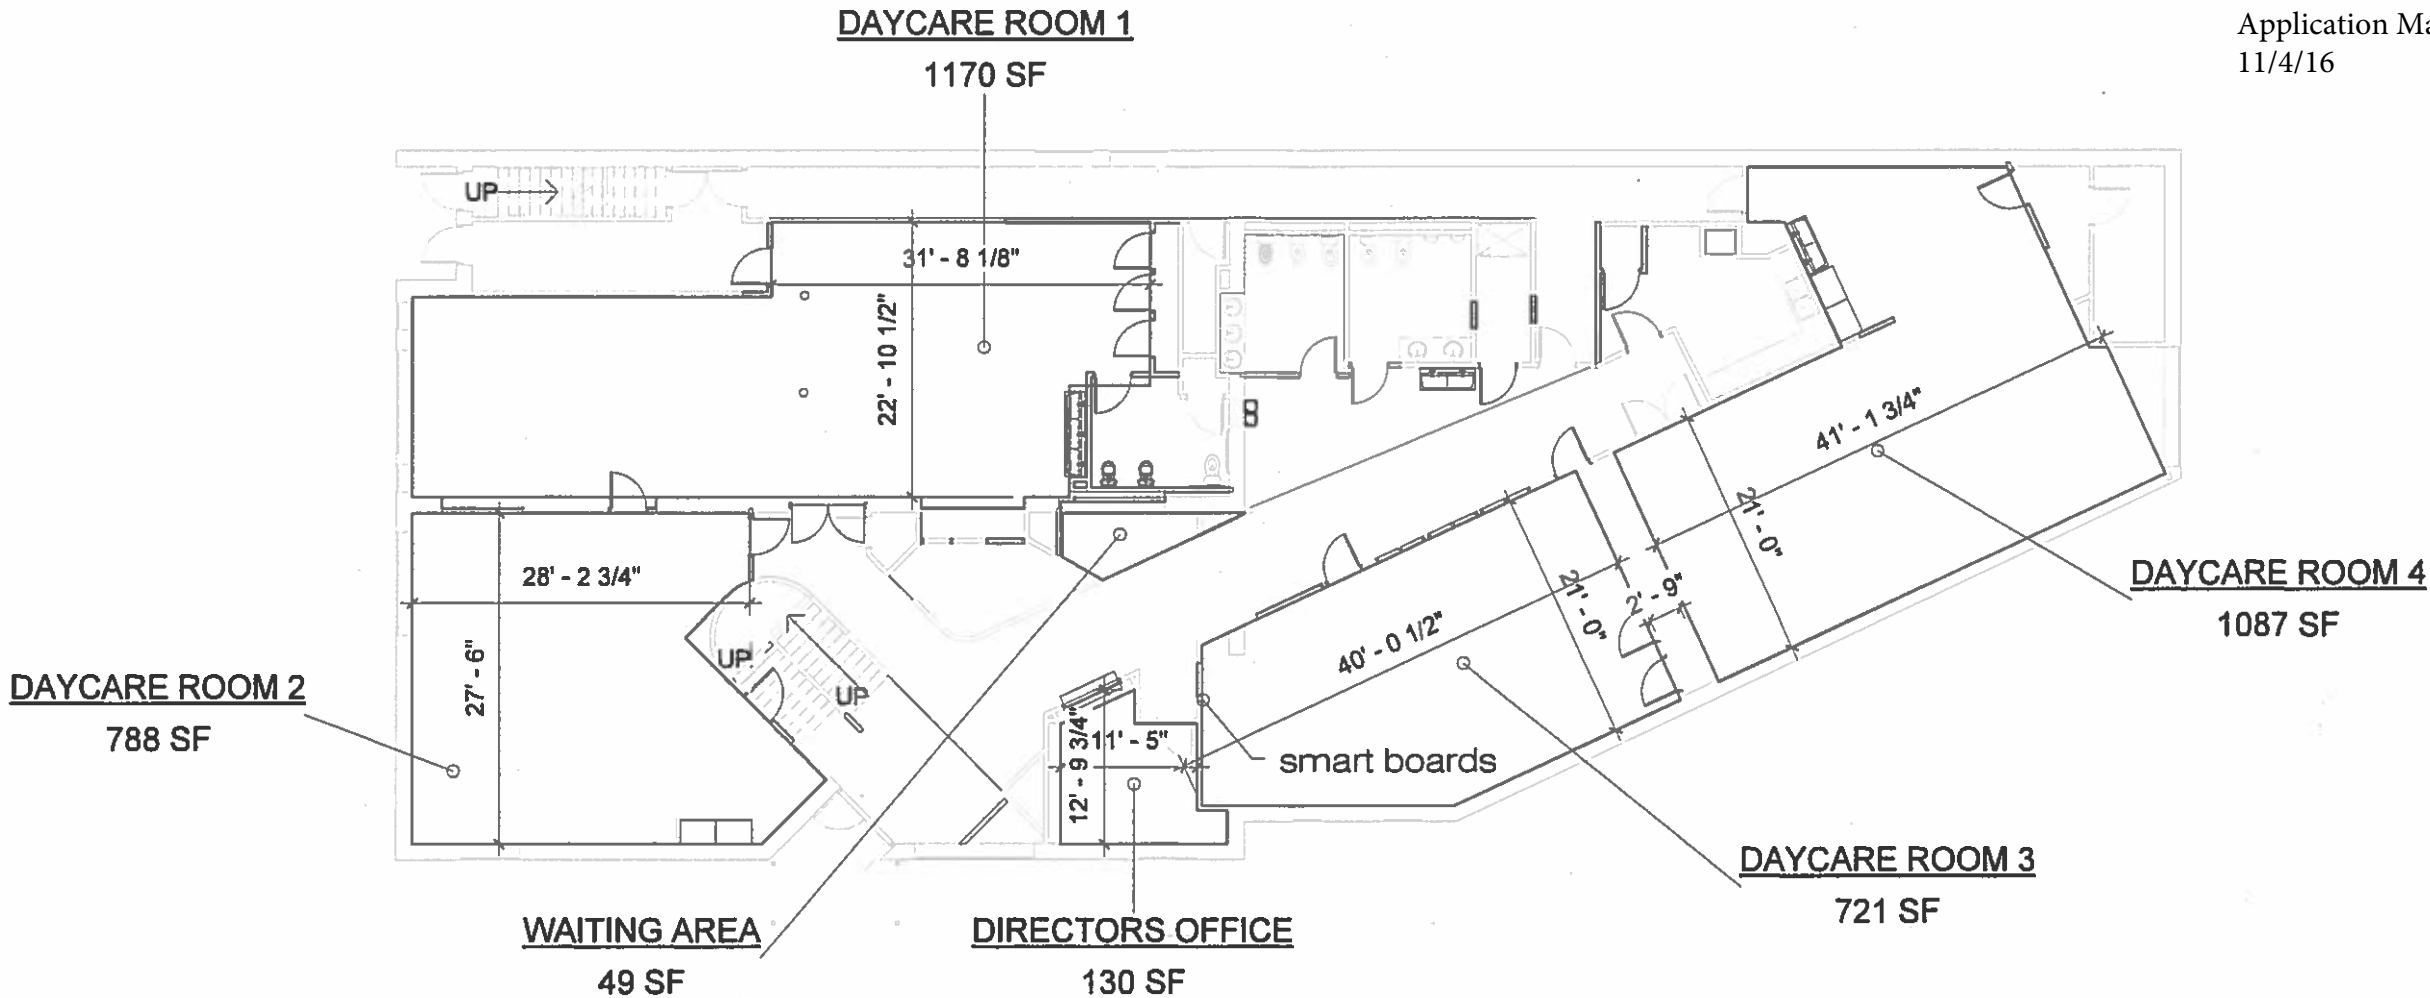 DAYCARE ROOM 1
1170 SF
Application Ma
11/4/16
UP
31' - 8 1/8"
22' - 10 1/2"
41' - 1 3/4"
21' - 0"
28' - 2 3/4"
27' - 6"
UP
UP
21' - 0"
2' - 9"
40' - 0 1/2"
DAYCARE ROOM 4
1087 SF
DAYCARE ROOM 2
788 SF
12' - 9 3/4"
11' - 5"
smart boards
DAYCARE ROOM 3
721 SF
WAITING AREA
49 SF
DIRECTORS OFFICE
130 SF